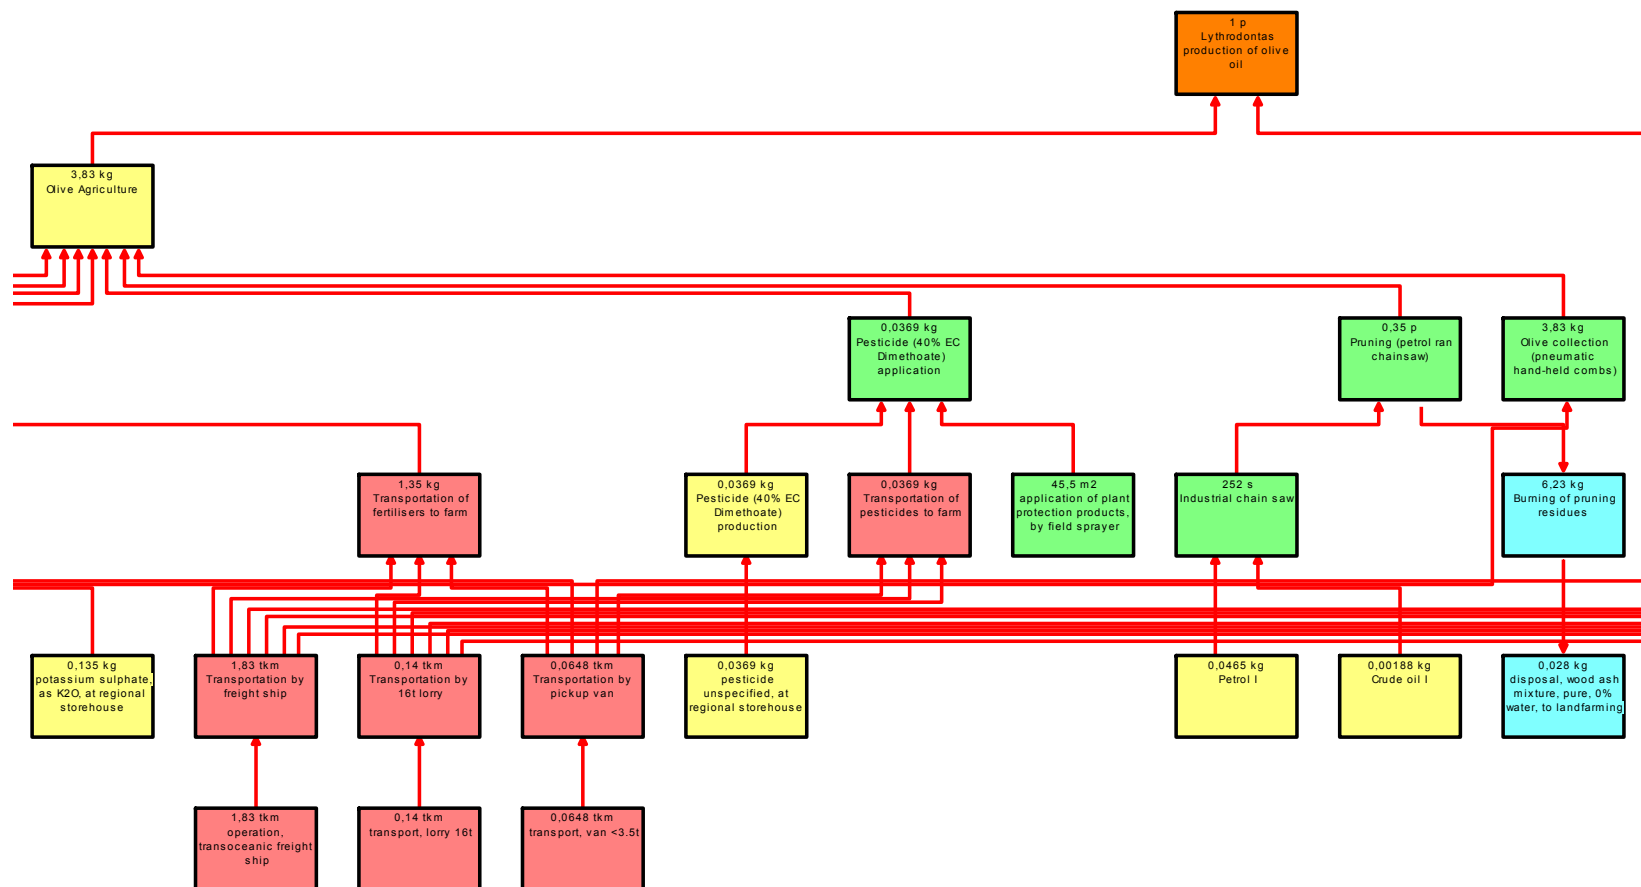 1 p
Lythrodontas
production of olive
oil
3,83 kg
Olive Agriculture
0,0369 kg
Pesticide (40% EC
Dimethoate)
application
0,35 p
Pruning (petrol ran
chainsaw)
3,83 kg
Olive collection
(pneumatic
hand-held combs)
1,35 kg
Transportation of
fertilisers to farm
0,0369 kg
Pesticide (40% EC
Dimethoate)
production
0,0369 kg
Transportation of
pesticides to farm
45,5 m2
application of plant
protection products,
by field sprayer
252 s
Industrial chain saw
6,23 kg
Burning of pruning
residues
0,135 kg
potassium sulphate,
as K2O, at regional
storehouse
1,83 tkm
Transportation by
freight ship
0,14 tkm
Transportation by
16t lorry
0,0648 tkm
Transportation by
pickup van
0,0369 kg
pesticide
unspecified, at
regional storehouse
0,0465 kg
Petrol I
0,00188 kg
Crude oil I
0,028 kg
disposal, wood ash
mixture, pure, 0%
water, to landfarming
1,83 tkm
operation,
transoceanic freight
ship
0,14 tkm
transport, lorry 16t
0,0648 tkm
transport, van <3.5t